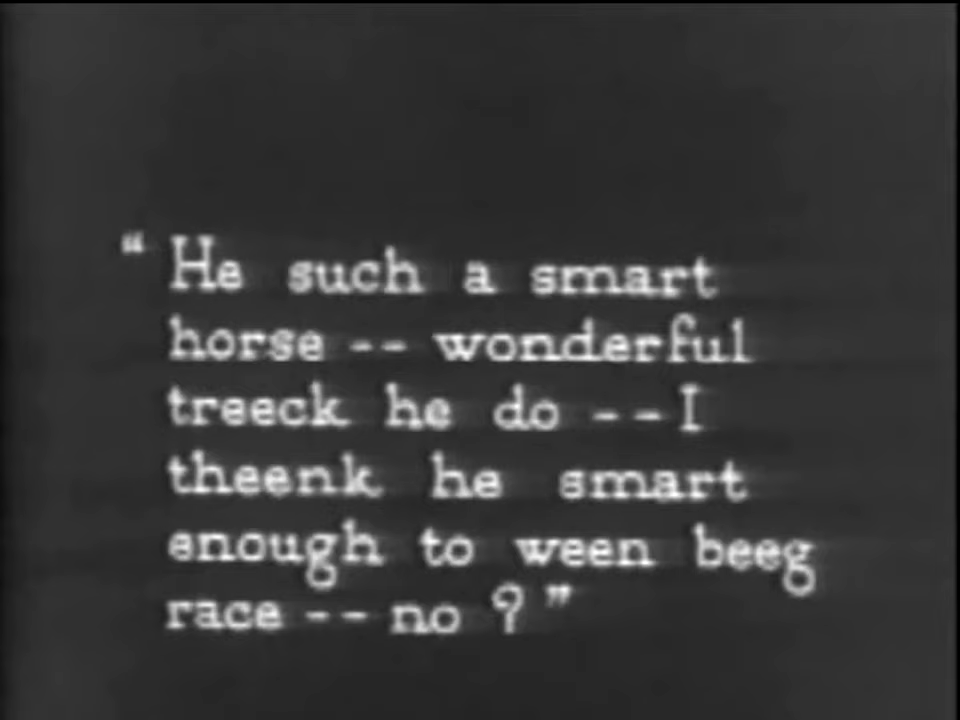 “ He such a smart
horse -- wonderful
treeck he do -- I
theenk he smart
enough to ween beeg
race -- no ? ”